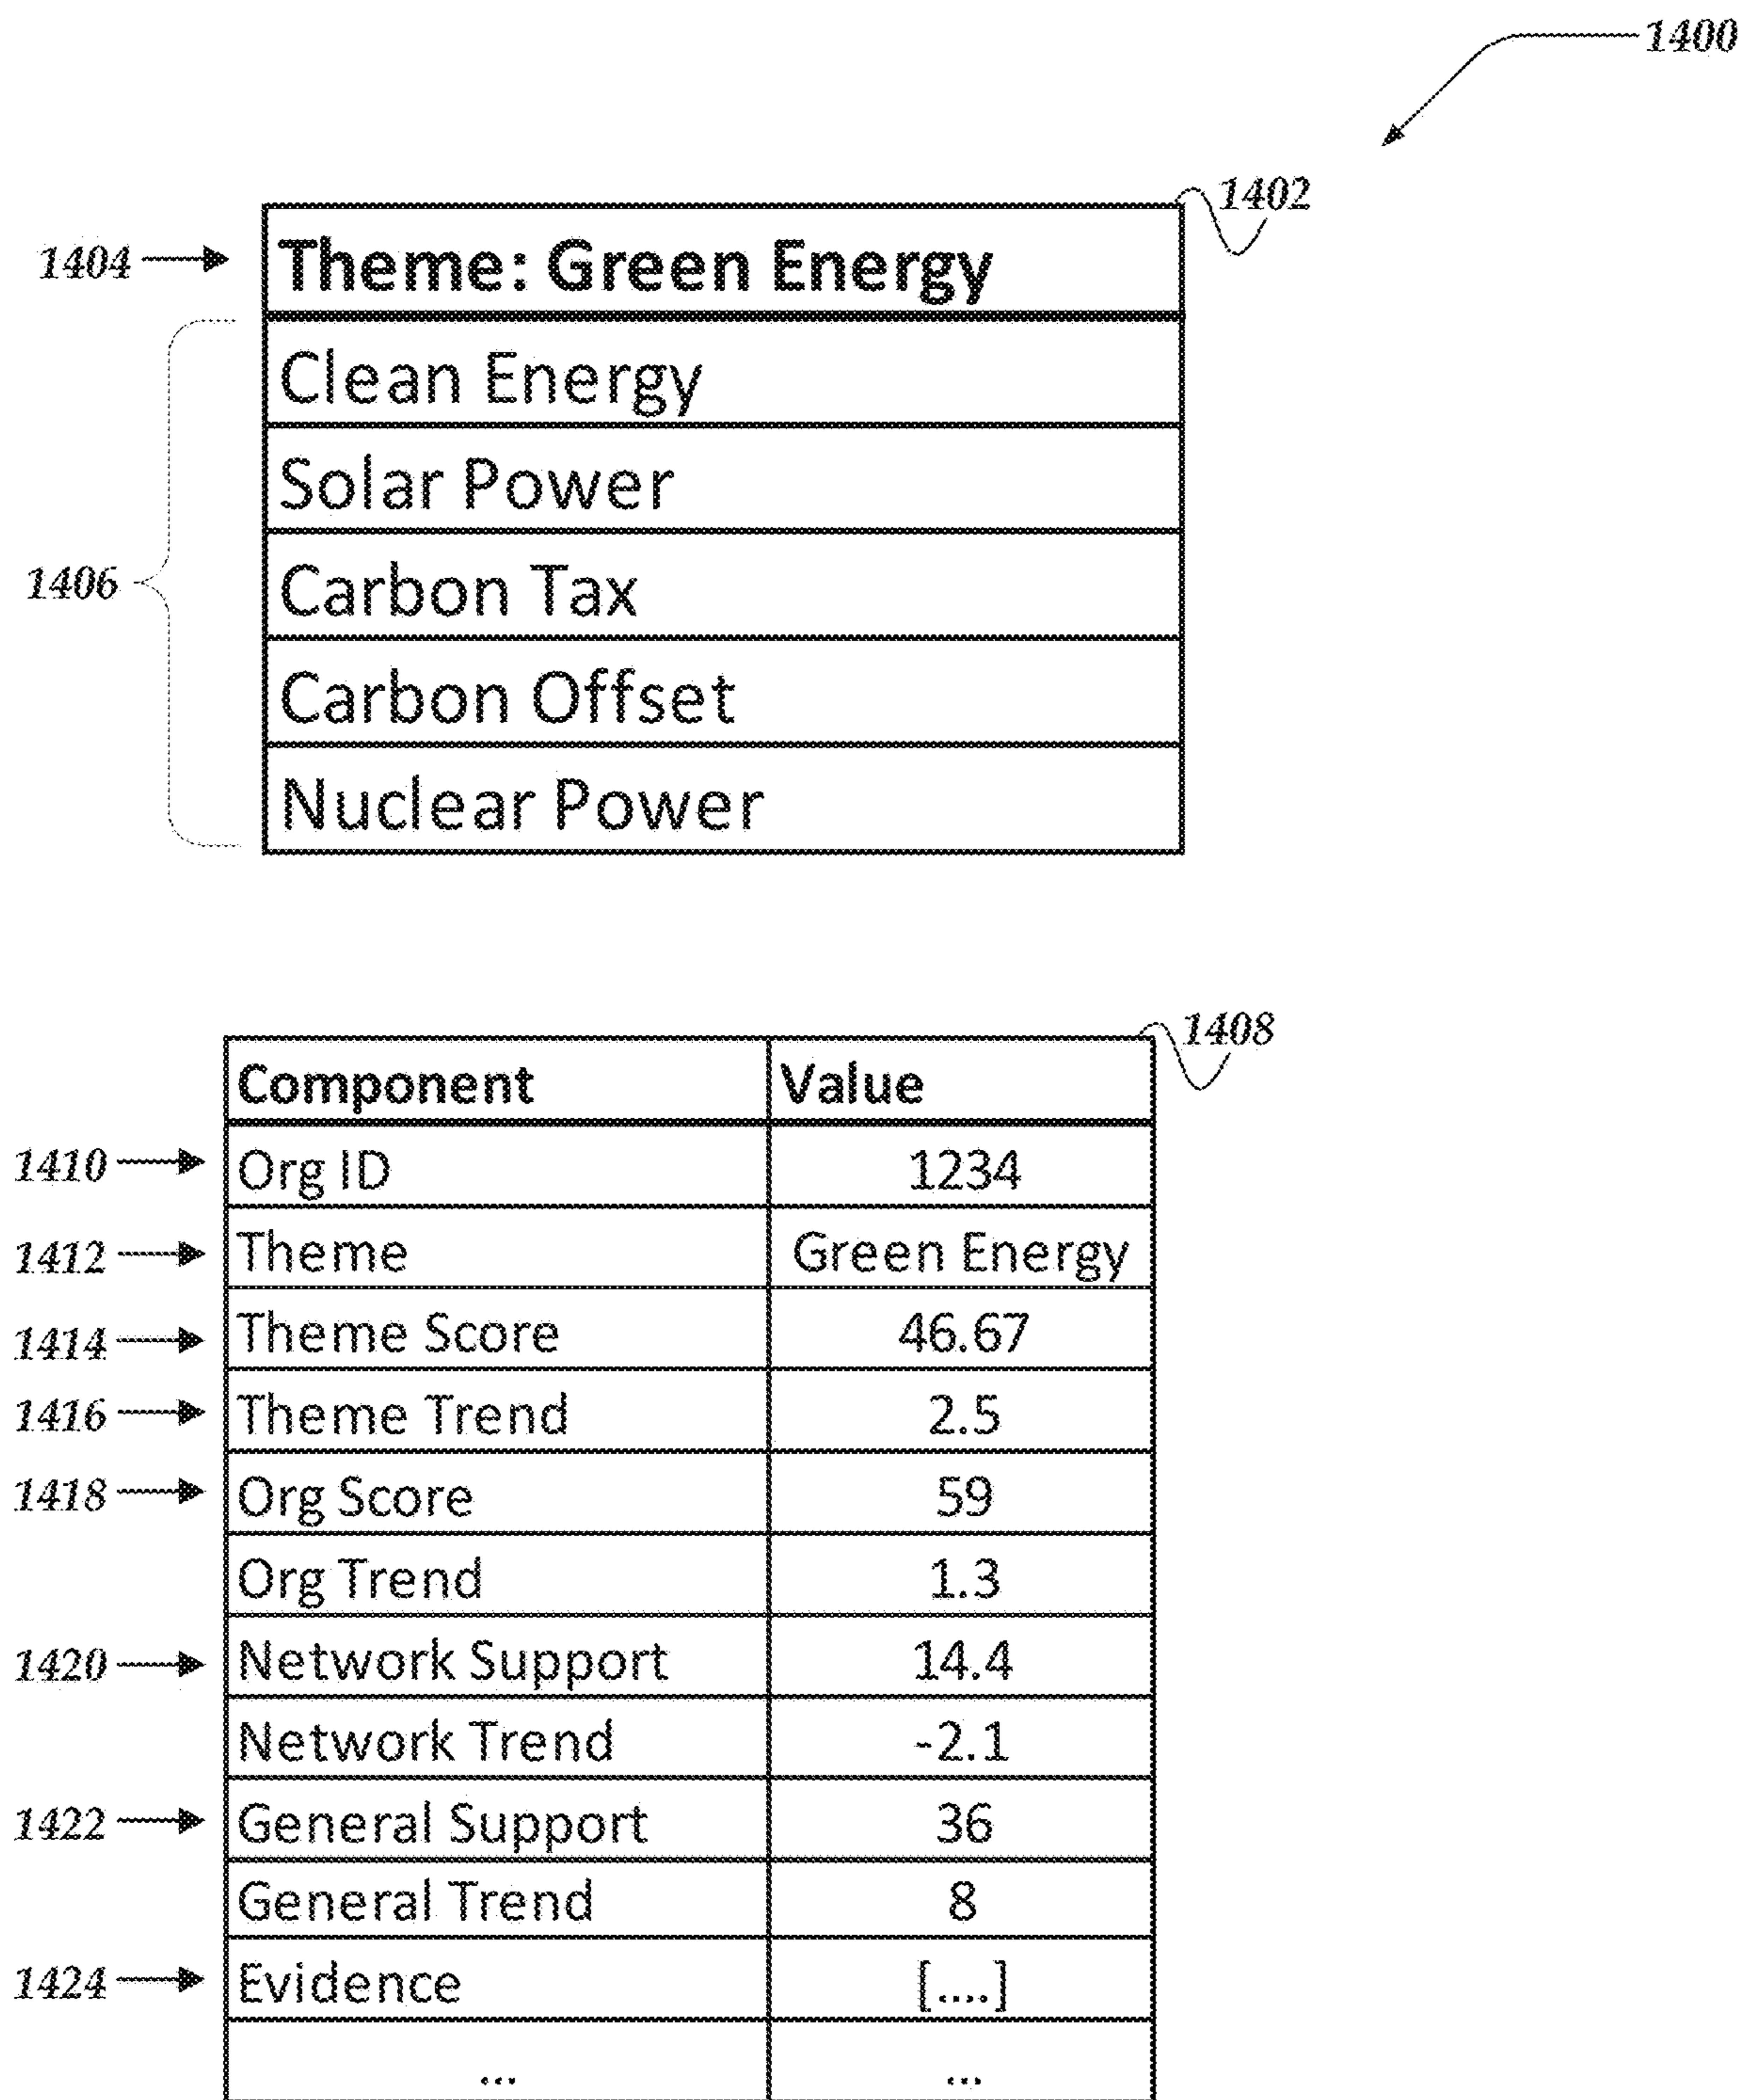 1400
1402
1404 Theme: Green Energy
Clean Energy
Solar Power
1406 Carbon Tax
Carbon Offset
Nuclear Power
1408
Component Value
1410 Org ID 1234
1412 Theme Green Energy
1414 Theme Score 46.67
1416 Theme Trend 2.5
1418 Org Score 59
Org Trend 1.3
1420 Network Support 14.4
Network Trend -2.1
1422 General Support 36
General Trend 8
1424 Evidence [....]
... ...